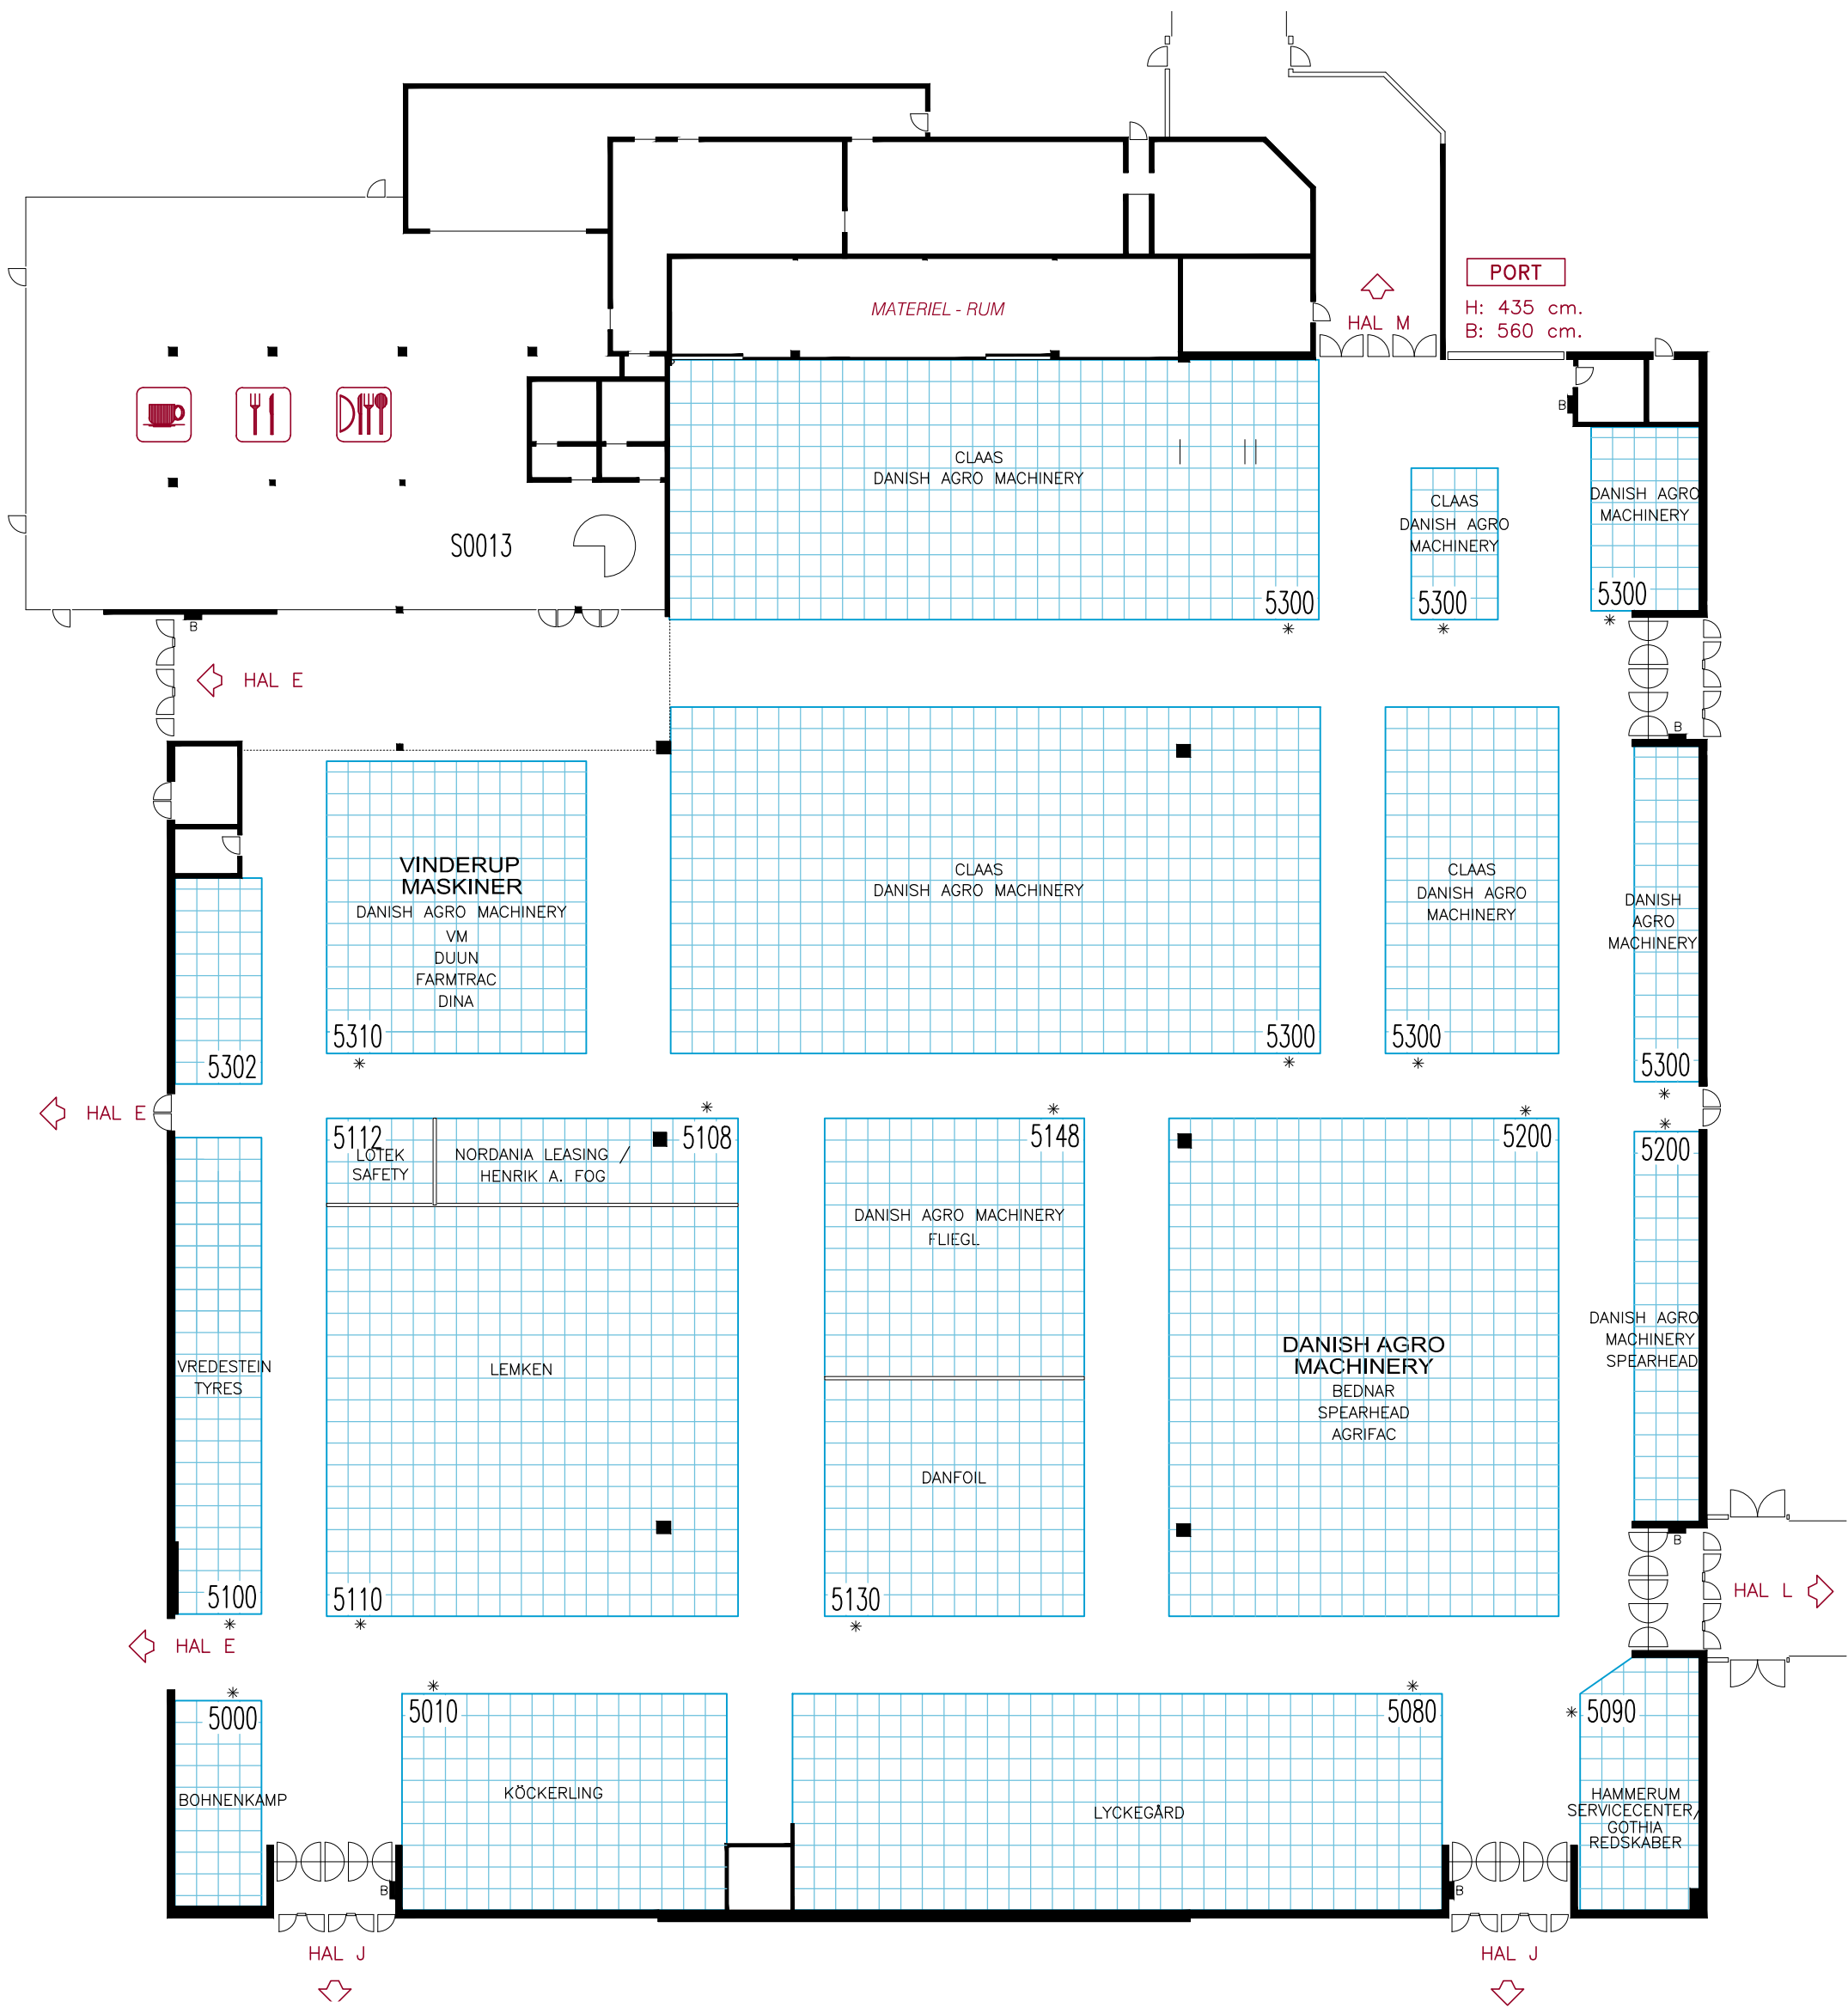 PORT
H: 435 cm.
B: 560 cm.
MATERIEL - RUM
HAL M
B
CLAAS
DANISH AGRO MACHINERY
5300
*
CLAAS
DANISH AGRO
MACHINERY
5300
*
DANISH AGRO
MACHINERY
5300
*
S0013
B
HAL E
B
VINDERUP
MASKINER
DANISH AGRO MACHINERY
VM
DUUN
FARMTRAC
DINA
5310
*
CLAAS
DANISH AGRO MACHINERY
5300
*
CLAAS
DANISH AGRO
MACHINERY
5300
*
DANISH
AGRO
MACHINERY
5300
*
5302
HAL E
5112
LOTEK
SAFETY
*
5108
NORDANIA LEASING /
HENRIK A. FOG
*
5148
DANISH AGRO MACHINERY
FLIEGL
*
5200
DANISH AGRO
MACHINERY
BEDNAR
SPEARHEAD
AGRIFAC
*
5200
DANISH AGRO
MACHINERY
SPEARHEAD
VREDESTEIN
TYRES
5100
*
LEMKEN
5110
*
DANFOIL
5130
*
B
HAL L
HAL E
*
5000
BOHNENKAMP
*
5010
KÖCKERLING
*
5080
LYCKEGÅRD
*
5090
HAMMERUM
SERVICECENTER/
GOTHIA
REDSKABER
B
B
HAL J
HAL J